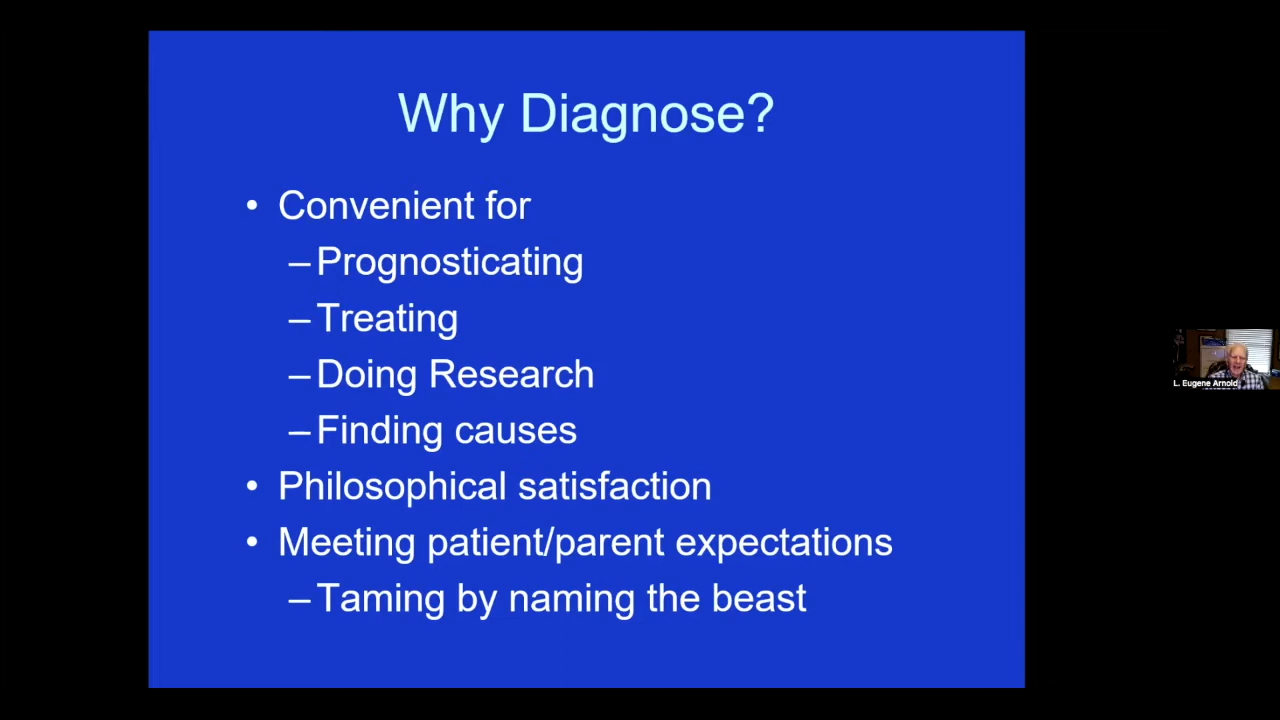 Why Diagnose?
• Convenient for
–Prognosticating
–Treating
–Doing Research
–Finding causes
• Philosophical satisfaction
• Meeting patient/parent expectations
–Taming by naming the beast
L. Eugene Arnold